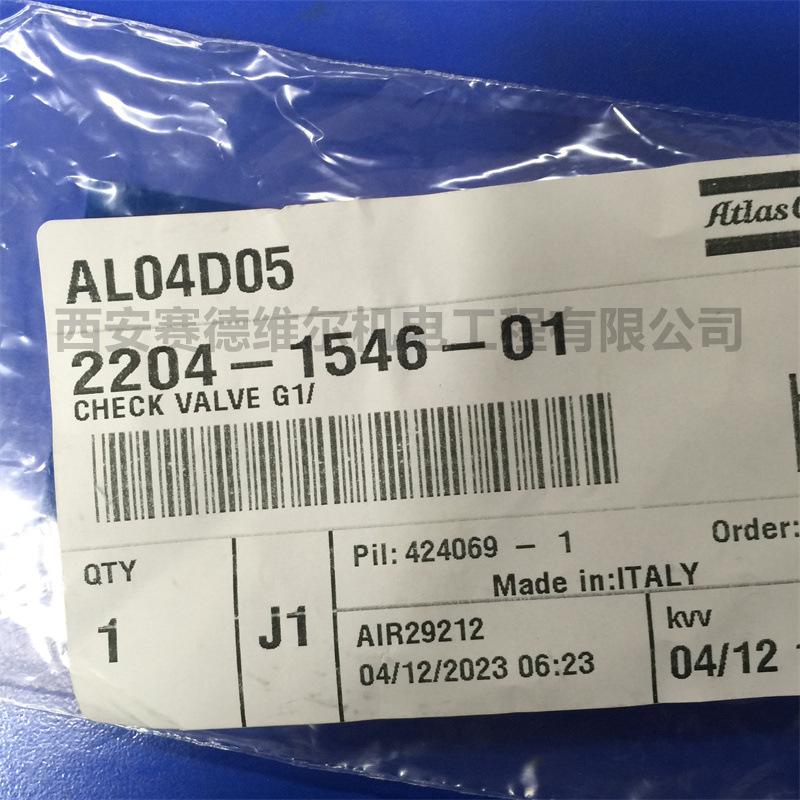 Atlas C
AL04D05
西安赛德维尔机电工程有限公司
2204-1546-01
CHECK VALVE G1/
QTY
1
J1
Pil: 424069 - 1
Order:
Made in:ITALY
AIR29212
04/12/2023 06:23
kvv
04/12